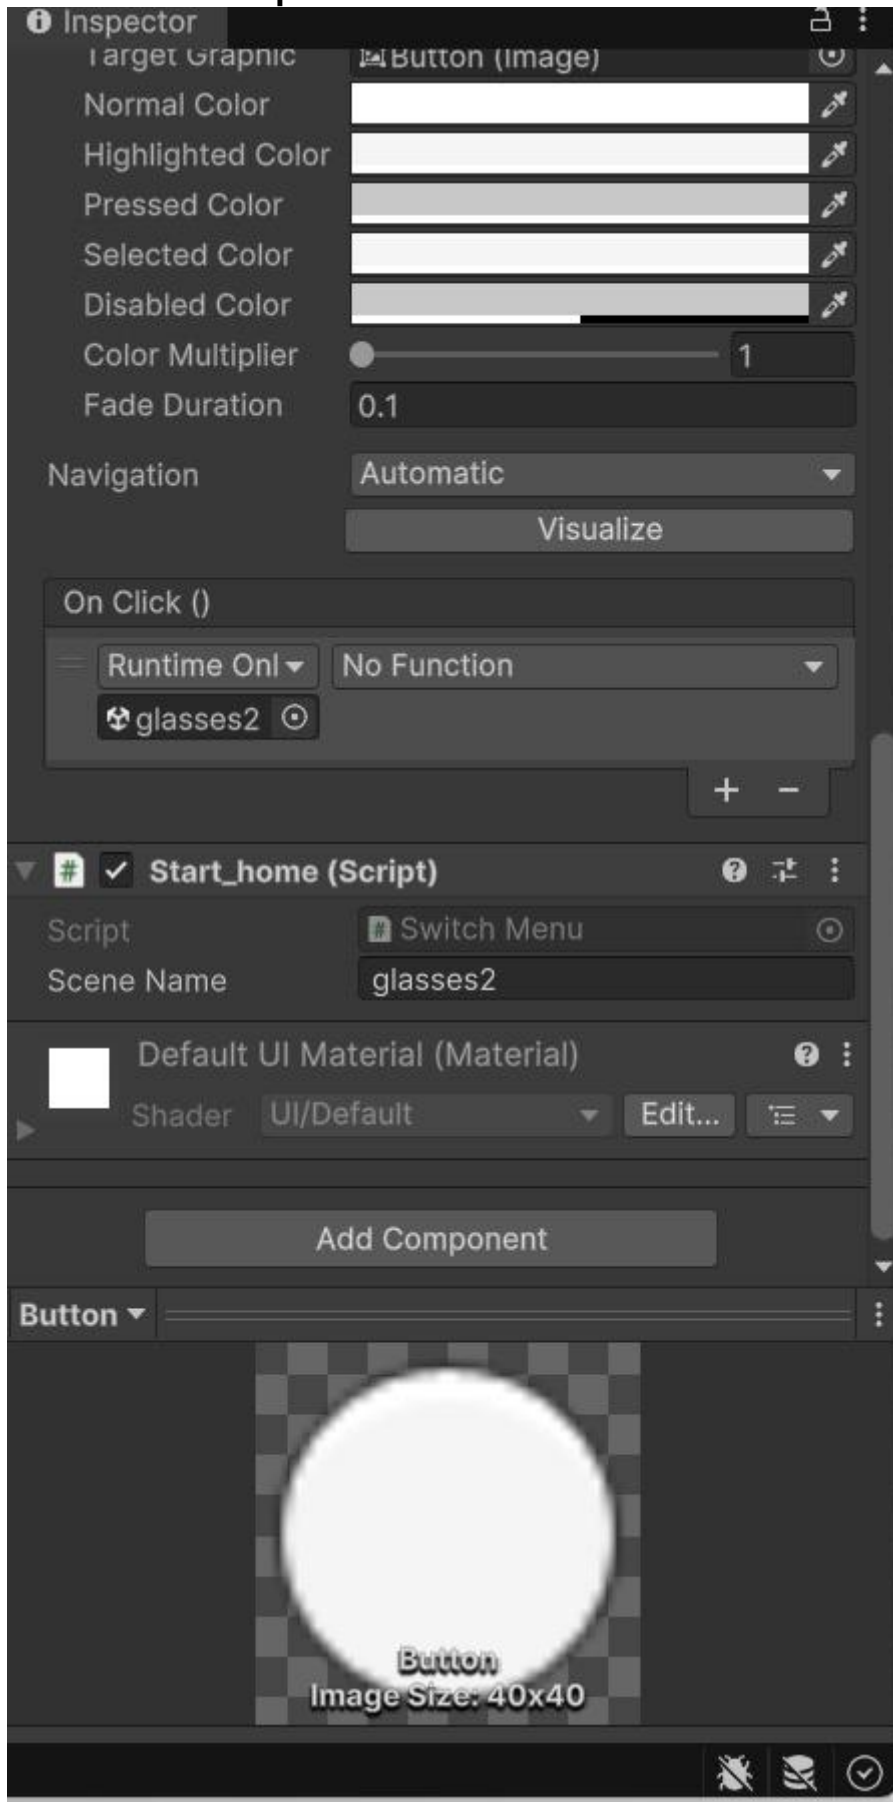 Inspector
Target Graphic Button (Image)
Normal Color
Highlighted Color
Pressed Color
Selected Color
Disabled Color
Color Multiplier 1
Fade Duration 0.1
Navigation Automatic
Visualize
On Click ()
Runtime Onl No Function
glasses2
+ -
# Start_home (Script)
Script # Switch Menu
Scene Name glasses2
Default UI Material (Material)
Shader UI/Default Edit...
Add Component
Button
Button
Image Size: 40x40